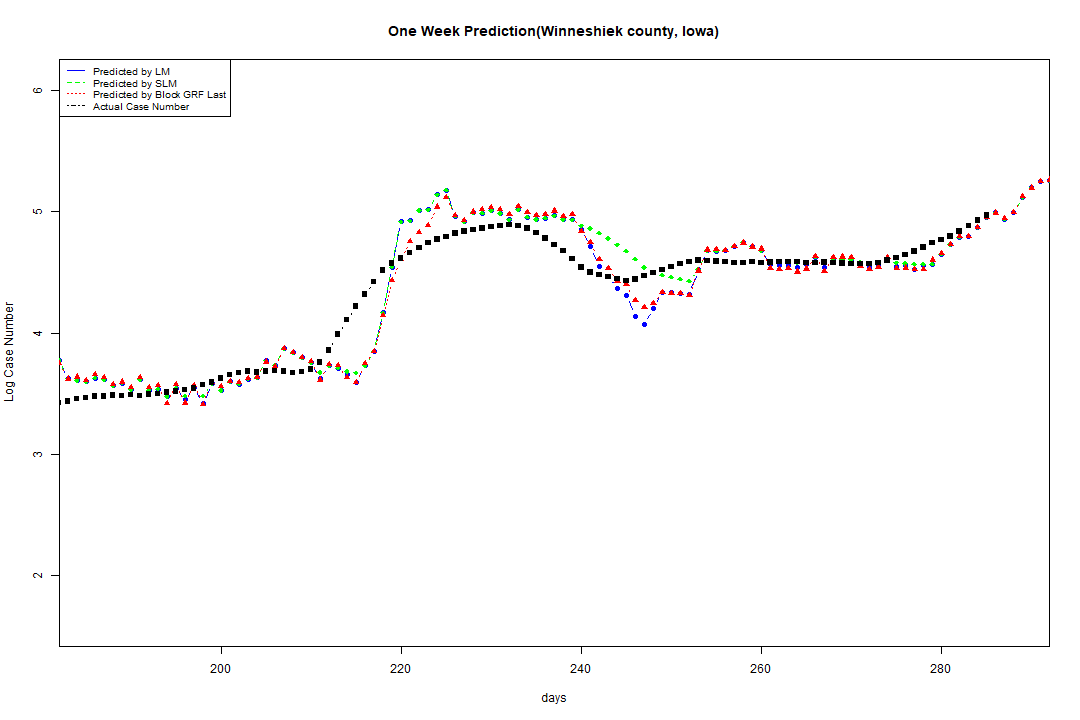 One Week Prediction(Winneshiek county, Iowa)
Predicted by LM
Predicted by SLM
Predicted by Block GRF Last
Actual Case Number
6
5
4
3
2
Log Case Number
200
220
240
260
280
days